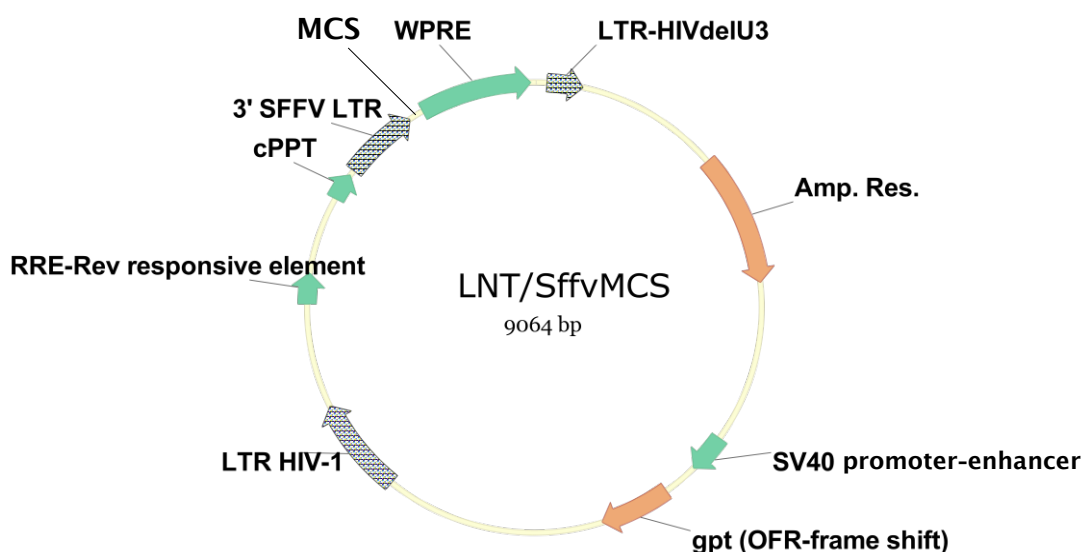 MCS
WPRE
LTR-HIVdelU3
3' SFFV LTR
cPPT
Amp. Res.
RRE-Rev responsive element
LNT/SffvMCS
9064 bp
LTR HIV-1
SV40 promoter-enhancer
gpt (OFR-frame shift)